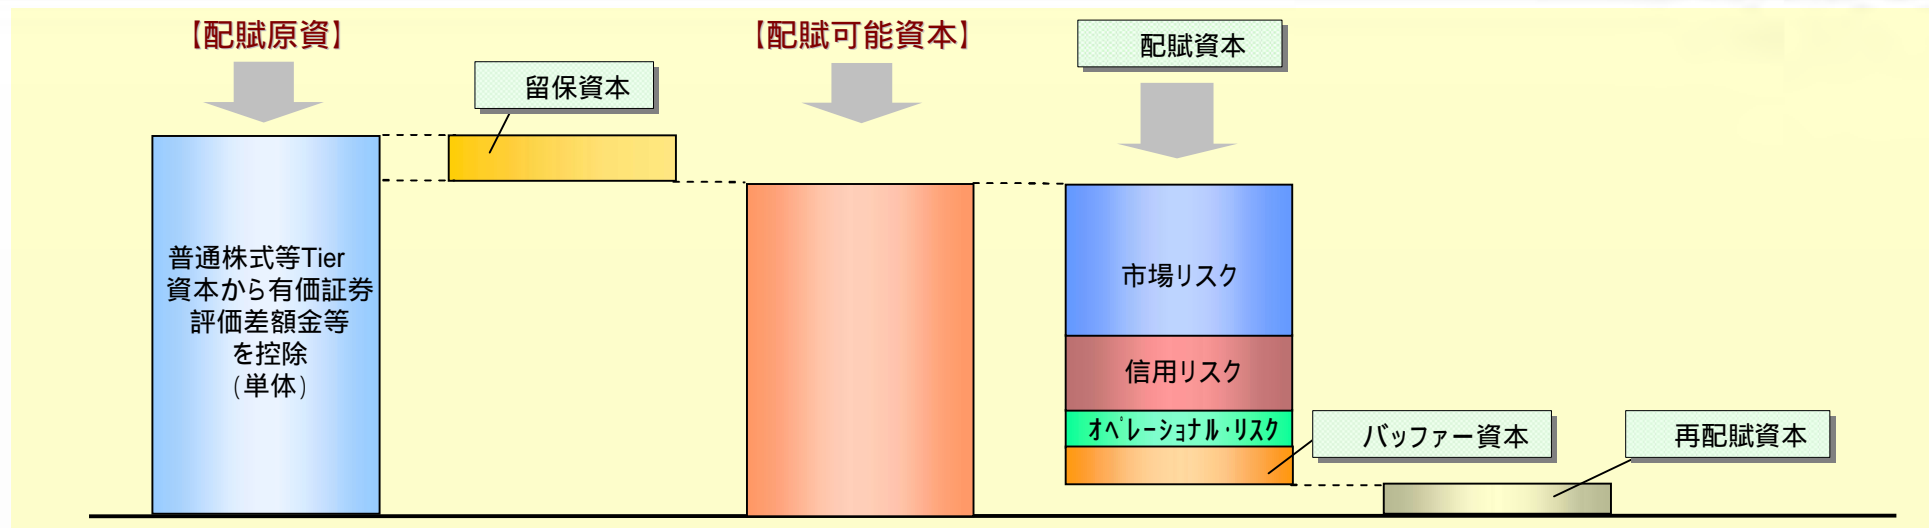 【配賦原資】
【配賦可能資本】
配賦資本
留保資本
普通株式等Tier
資本から有価証券
評価差額金等
を控除
(単体)
市場リスク
信用リスク
ｵﾍﾟﾚｰｼｮﾅﾙ･ﾘｽｸ
バッファー資本
再配賦資本